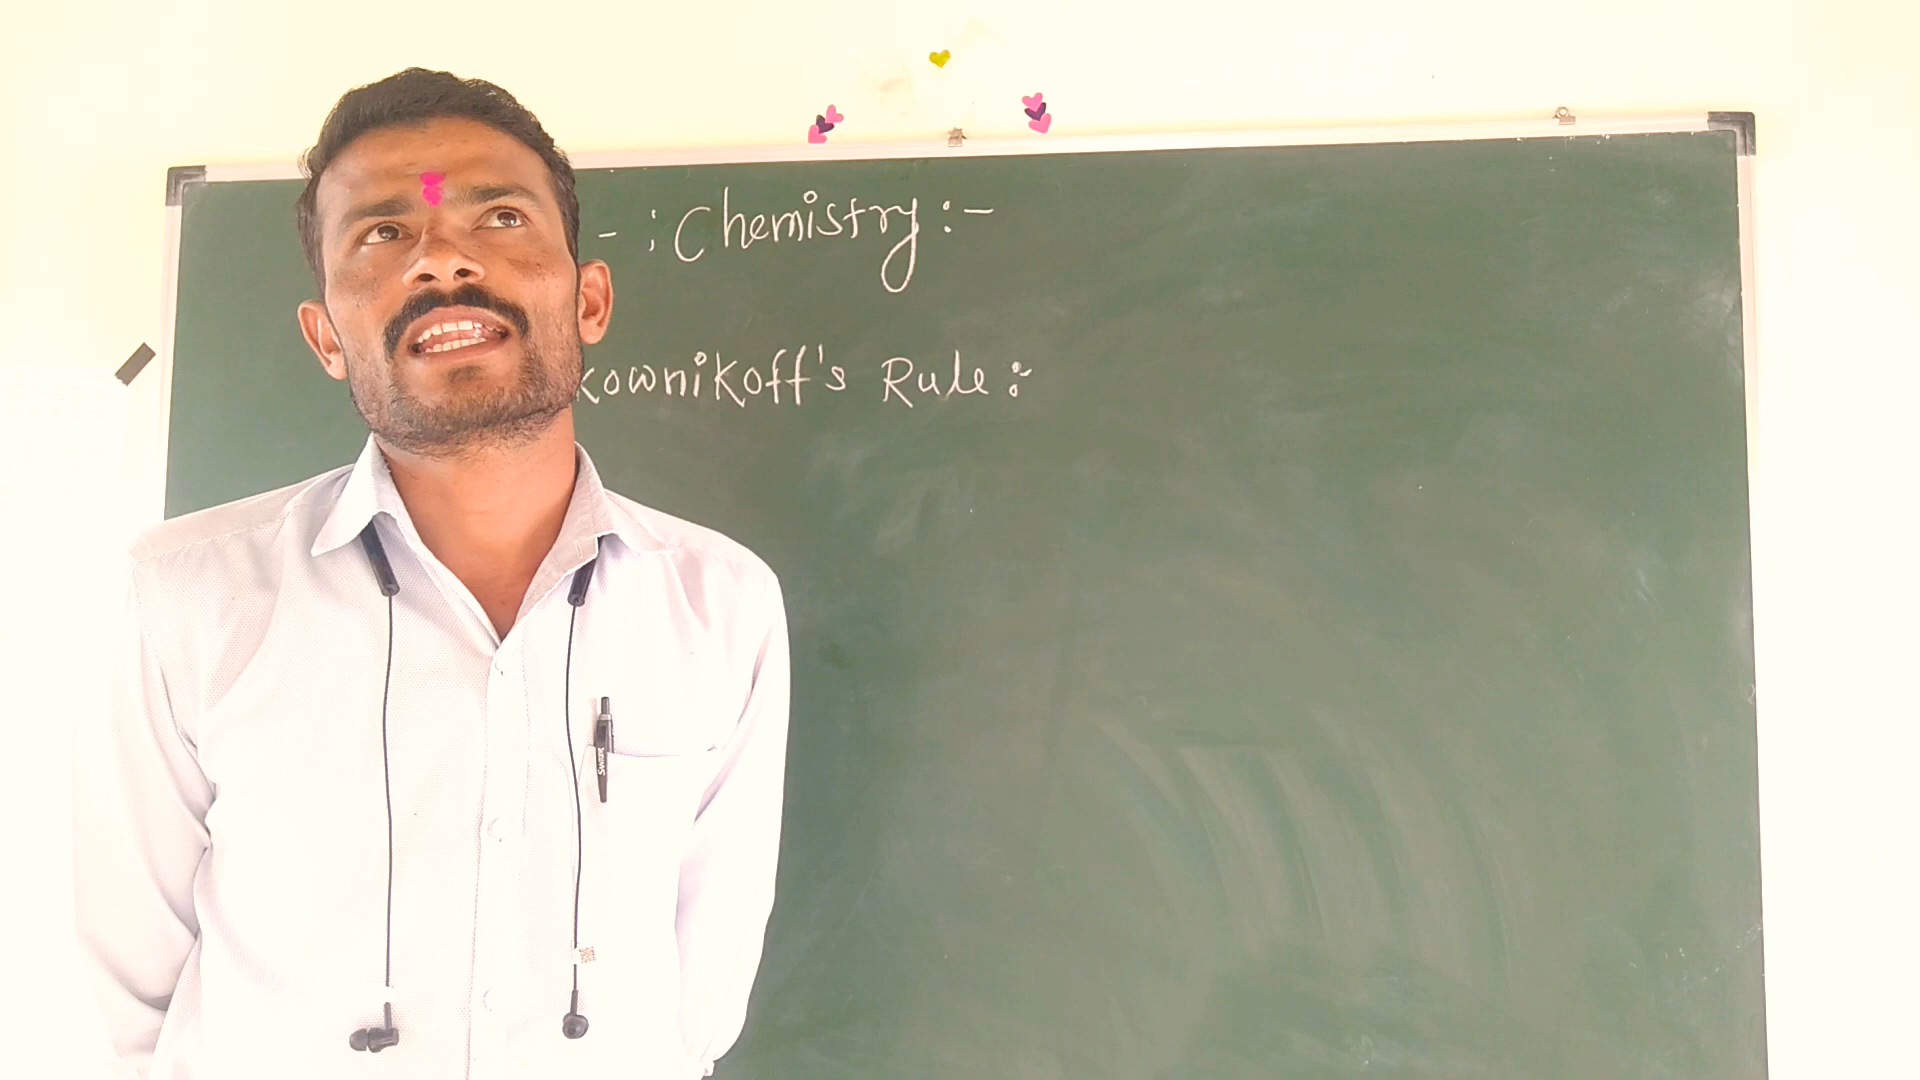 - : Chemistry :-
kownikoff's Rule :-